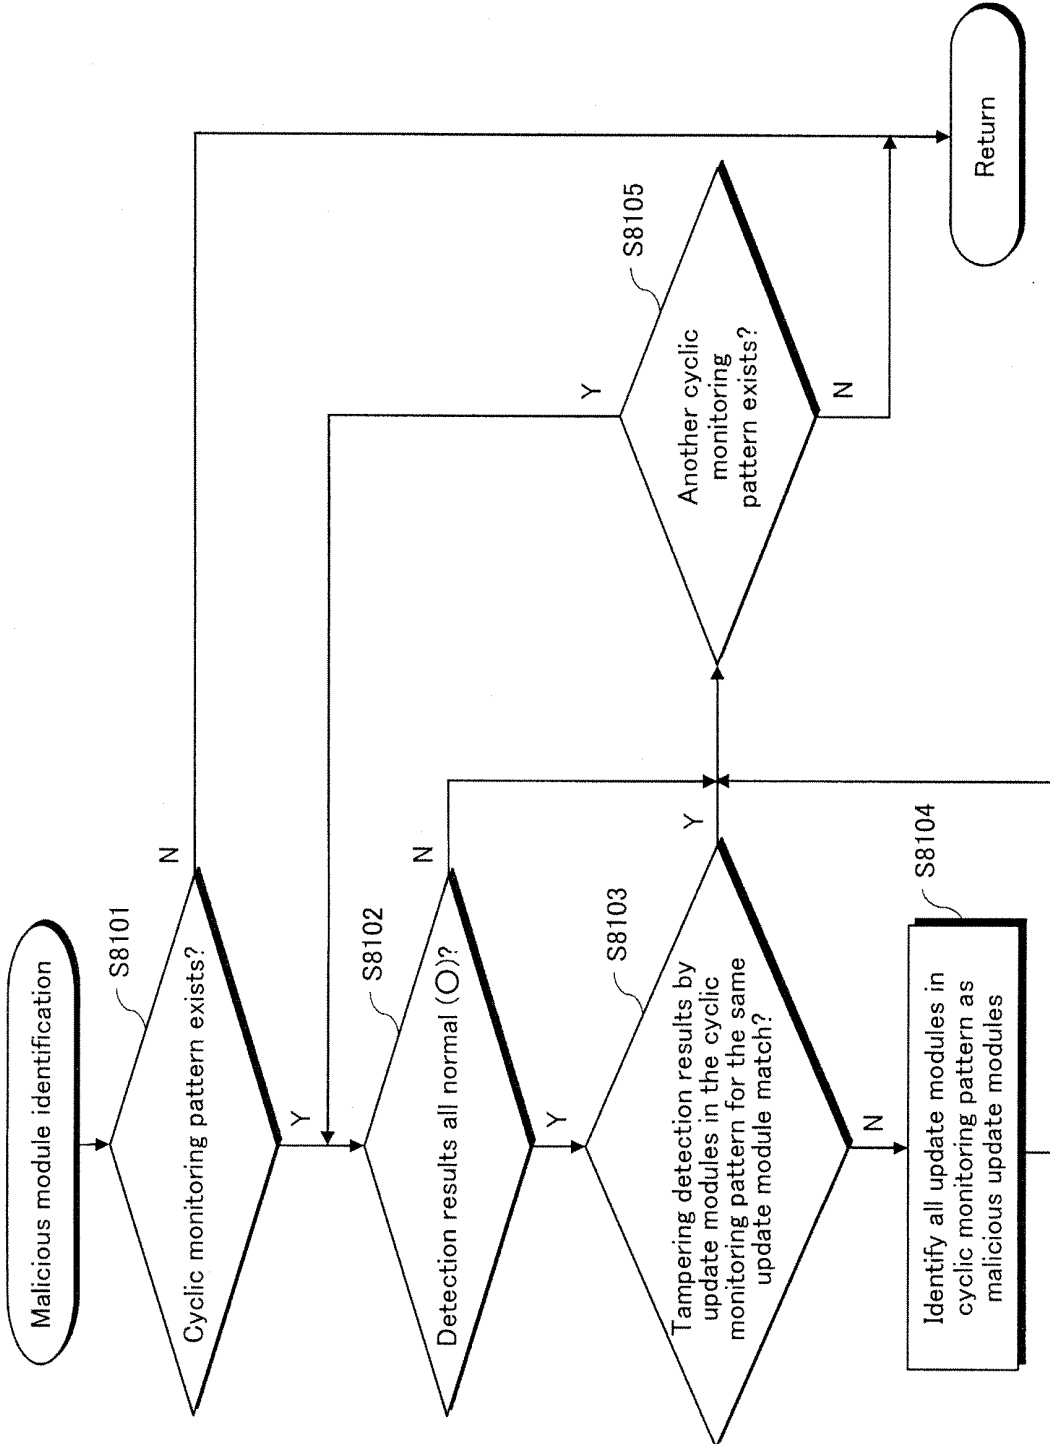 Malicious module identification
S8101
Cyclic monitoring pattern exists?
N
Y
S8102
Detection results all normal (○)?
N
Y
S8103
Tampering detection results by
update modules in the cyclic
monitoring pattern for the same
update module match?
Y
N
S8104
Identify all update modules in
cyclic monitoring pattern as
malicious update modules
S8105
Another cyclic
monitoring
pattern exists?
Y
N
Return